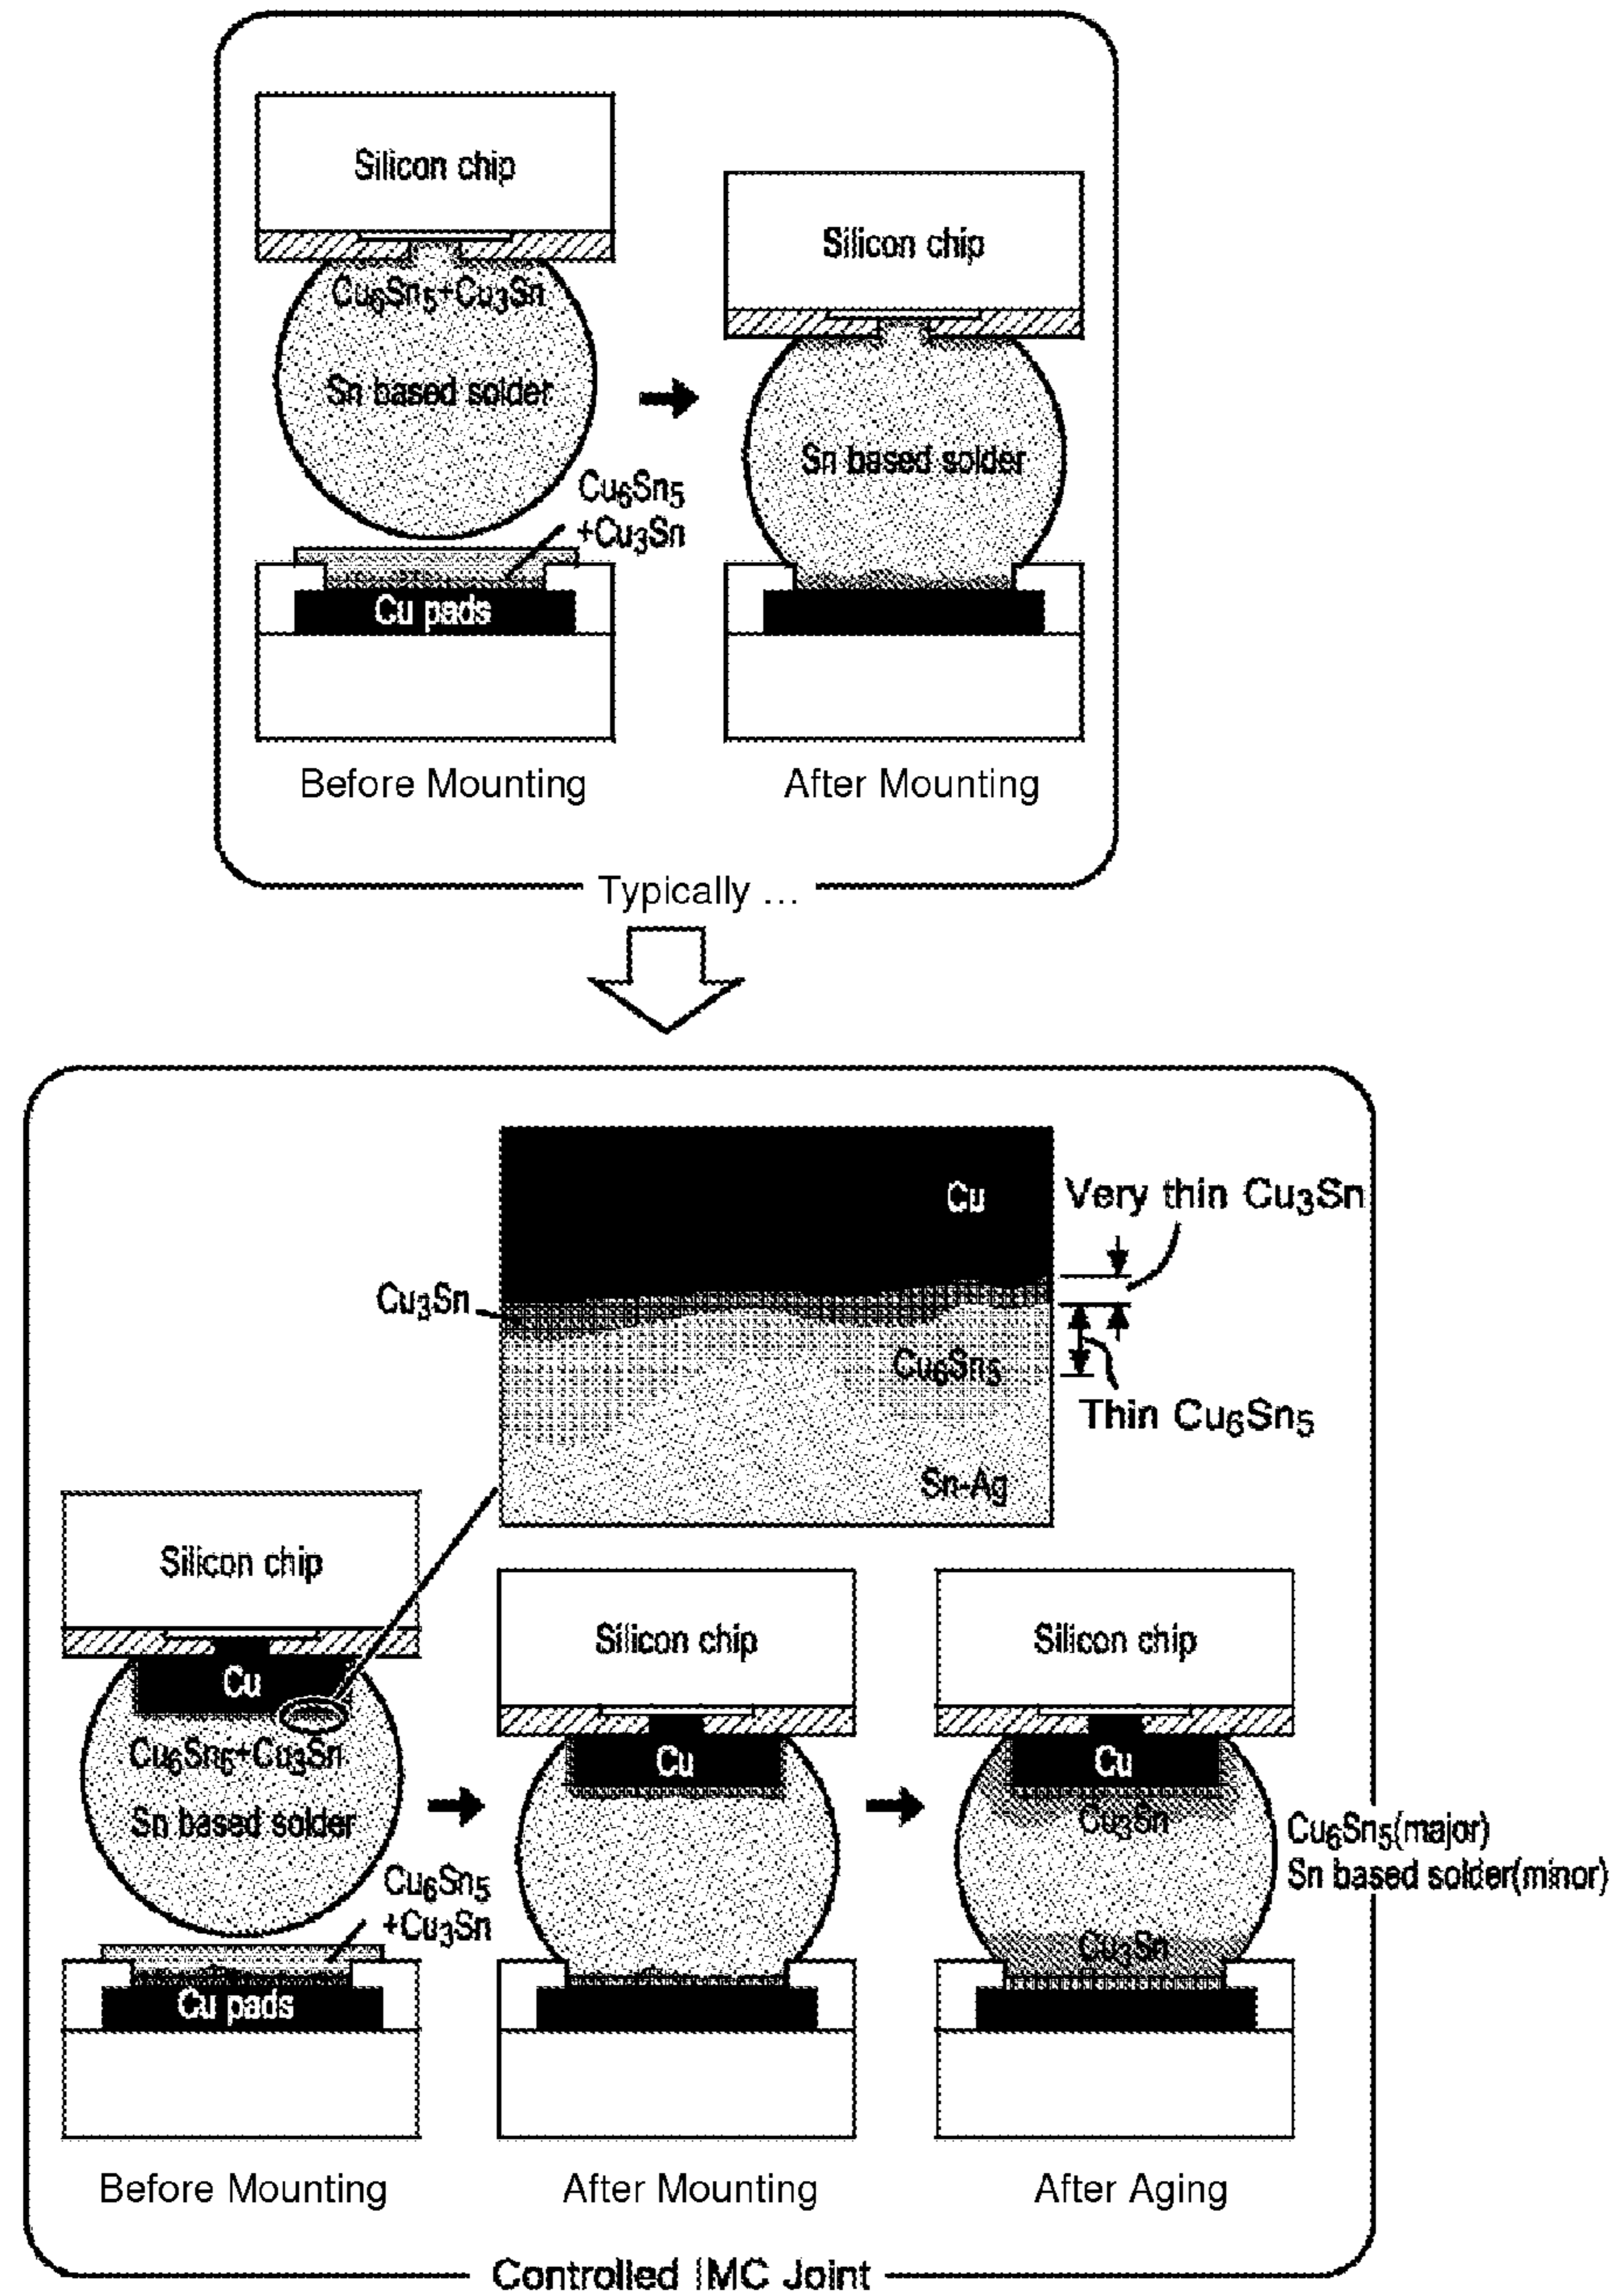 Silicon chip
Cu₆Sn₅+Cu₃Sn
Sn based solder
Cu₆Sn₅
+Cu₃Sn
Cu pads
Before Mounting
Silicon chip
Sn based solder
After Mounting
Typically ...
Cu
Very thin Cu₃Sn
Cu₃Sn
Cu₆Sn₅
Thin Cu₆Sn₅
Sn-Ag
Silicon chip
Cu
Cu₆Sn₅+Cu₃Sn
Sn based solder
Cu₆Sn₅
+Cu₃Sn
Cu pads
Before Mounting
Silicon chip
Cu
After Mounting
Silicon chip
Cu
Cu₃Sn
Cu₆Sn₅(major)
Sn based solder(minor)
Cu₃Sn
After Aging
Controlled IMC Joint